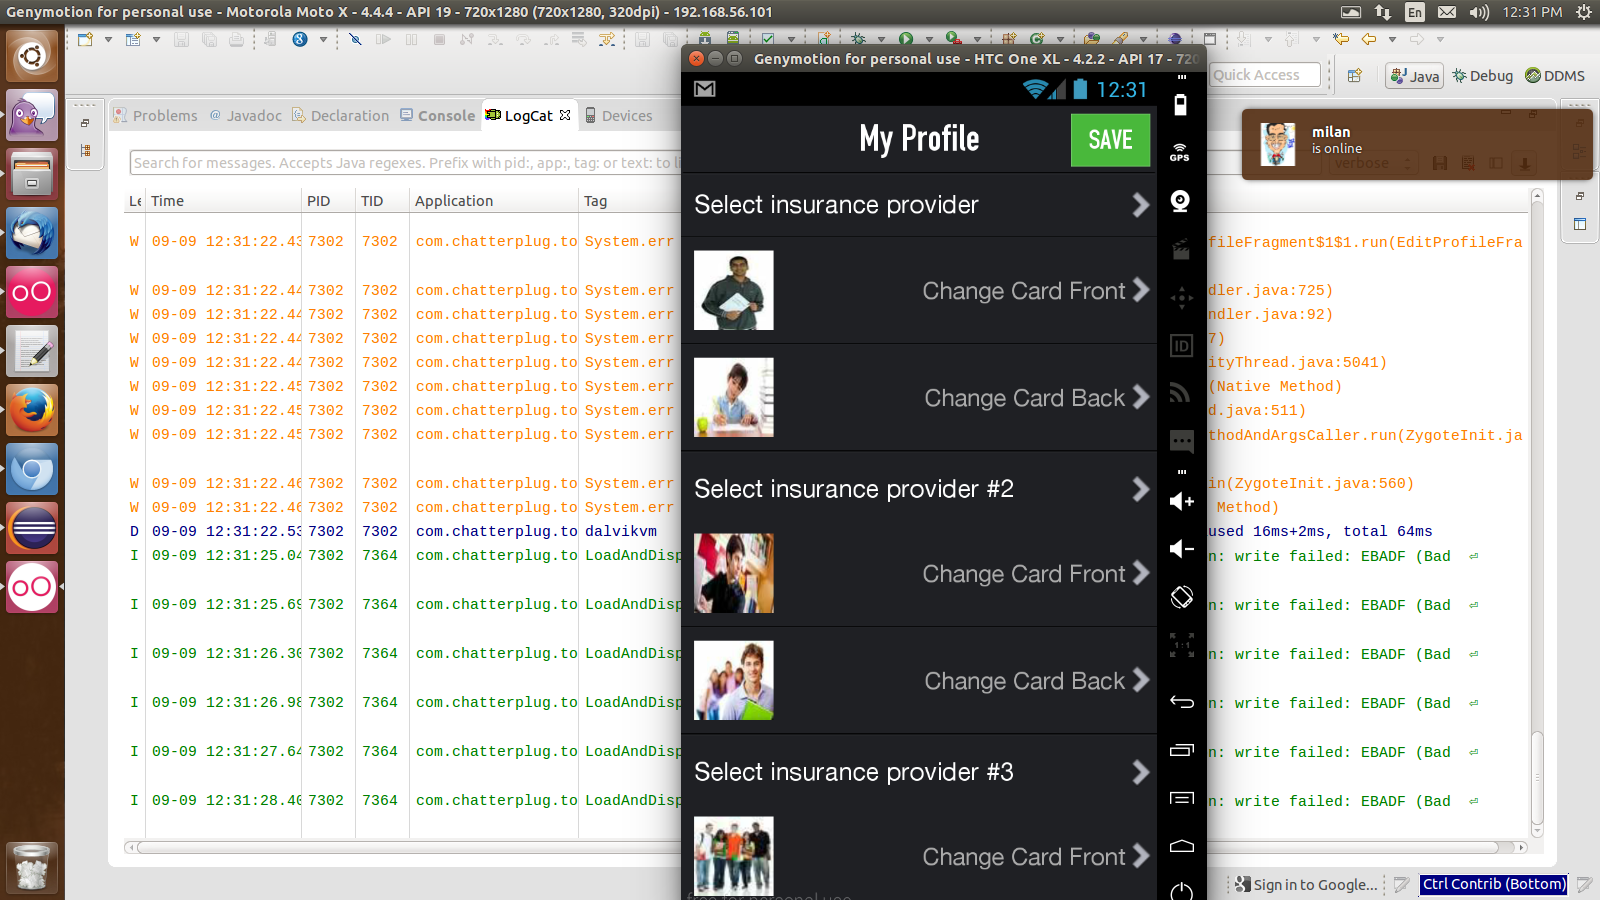 Genymotion for personal use - Motorola Moto X - 4.4.4 - API 19 - 720x1280 (720x1280, 320dpi) - 192.168.56.101
En
12:31 PM
Genymotion for personal use - HTC One XL - 4.2.2 - API 17 - 720
Quick Access
Java
Debug
DDMS
Problems
@ Javadoc
Declaration
Console
LogCat
Devices
milan
is online
Search for messages. Accepts Java regexes. Prefix with pid:, app:, tag: or text: to li
verbose
Le
Time
PID
TID
Application
Tag
W 09-09 12:31:22.43 7302 7302 com.chatterplug.to System.err fileFragment$1$1.run(EditProfileFra
W 09-09 12:31:22.44 7302 7302 com.chatterplug.to System.err dler.java:725)
W 09-09 12:31:22.44 7302 7302 com.chatterplug.to System.err ndler.java:92)
W 09-09 12:31:22.44 7302 7302 com.chatterplug.to System.err 7)
W 09-09 12:31:22.44 7302 7302 com.chatterplug.to System.err ityThread.java:5041)
W 09-09 12:31:22.45 7302 7302 com.chatterplug.to System.err (Native Method)
W 09-09 12:31:22.45 7302 7302 com.chatterplug.to System.err d.java:511)
W 09-09 12:31:22.45 7302 7302 com.chatterplug.to System.err thodAndArgsCaller.run(ZygoteInit.ja
W 09-09 12:31:22.46 7302 7302 com.chatterplug.to System.err in(ZygoteInit.java:560)
W 09-09 12:31:22.46 7302 7302 com.chatterplug.to System.err Method)
D 09-09 12:31:22.53 7302 7302 com.chatterplug.to dalvikvm used 16ms+2ms, total 64ms
I 09-09 12:31:25.04 7302 7364 com.chatterplug.to LoadAndDisp n: write failed: EBADF (Bad
I 09-09 12:31:25.69 7302 7364 com.chatterplug.to LoadAndDisp n: write failed: EBADF (Bad
I 09-09 12:31:26.30 7302 7364 com.chatterplug.to LoadAndDisp n: write failed: EBADF (Bad
I 09-09 12:31:26.98 7302 7364 com.chatterplug.to LoadAndDisp n: write failed: EBADF (Bad
I 09-09 12:31:27.64 7302 7364 com.chatterplug.to LoadAndDisp n: write failed: EBADF (Bad
I 09-09 12:31:28.40 7302 7364 com.chatterplug.to LoadAndDisp n: write failed: EBADF (Bad
12:31
My Profile
SAVE
Select insurance provider
Change Card Front
Change Card Back
Select insurance provider #2
Change Card Front
Change Card Back
Select insurance provider #3
Change Card Front
free for personal use
GPS
ID
1:1
Sign in to Google...
Ctrl Contrib (Bottom)